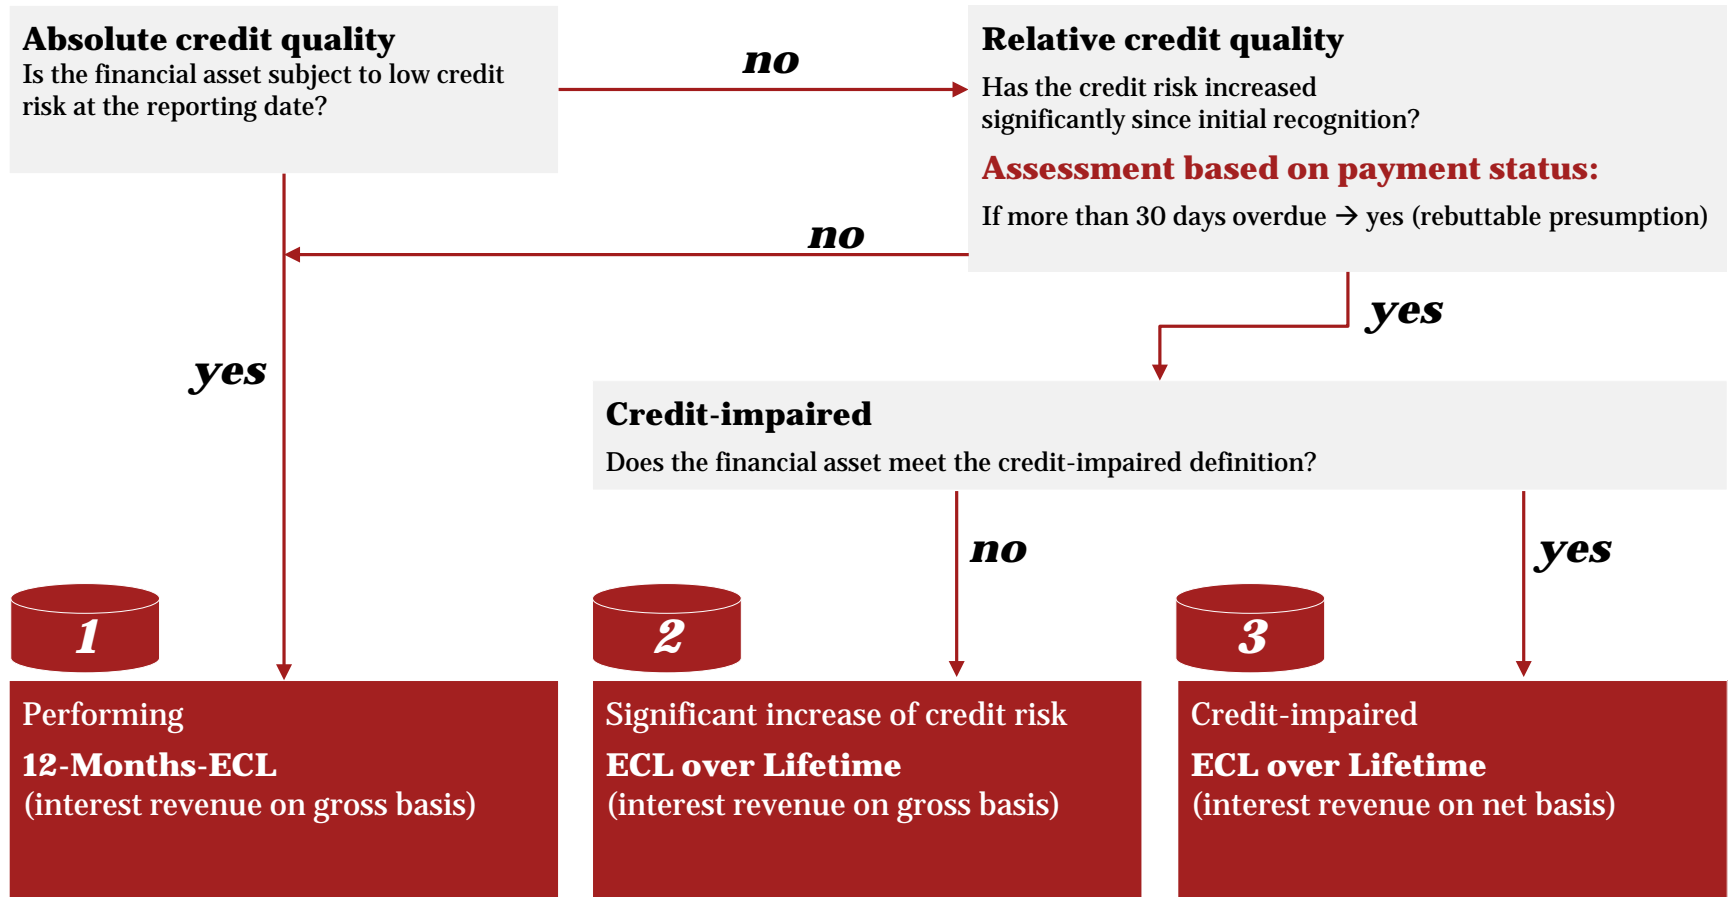 Absolute credit quality
Is the financial asset subject to low credit
risk at the reporting date?
no
Relative credit quality
Has the credit risk increased
significantly since initial recognition?
Assessment based on payment status:
If more than 30 days overdue → yes (rebuttable presumption)
no
yes
yes
Credit-impaired
Does the financial asset meet the credit-impaired definition?
no
yes
1
Performing
12-Months-ECL
(interest revenue on gross basis)
2
Significant increase of credit risk
ECL over Lifetime
(interest revenue on gross basis)
3
Credit-impaired
ECL over Lifetime
(interest revenue on net basis)